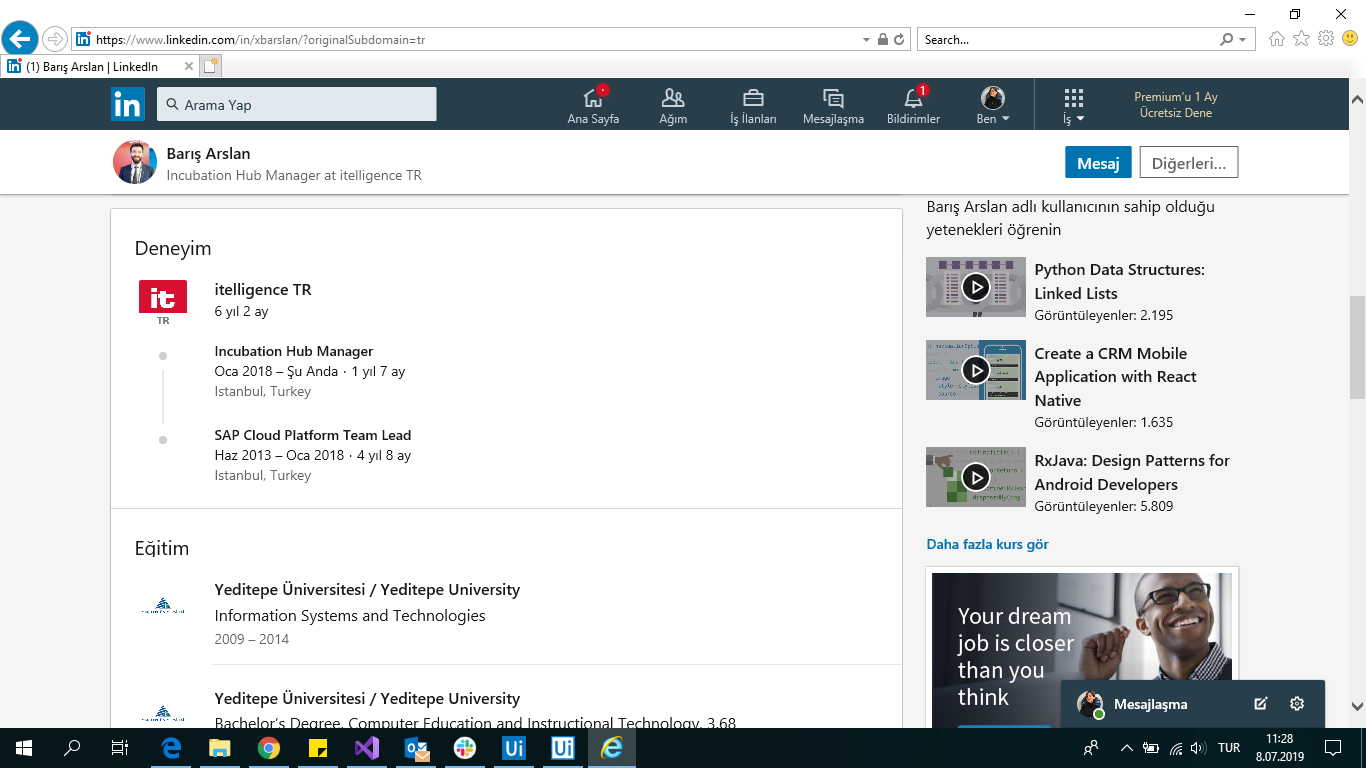 https://www.linkedin.com/in/xbarslan/?originalSubdomain=tr
Search...
(1) Barış Arslan | LinkedIn
in
Arama Yap
Ana Sayfa
Ağım
İş İlanları
Mesajlaşma
1
Bildirimler
Ben
İş
Premium'u 1 Ay
Ücretsiz Dene
Barış Arslan
Incubation Hub Manager at itelligence TR
Mesaj
Diğerleri...
Deneyim
it
TR
itelligence TR
6 yıl 2 ay
Incubation Hub Manager
Oca 2018 – Şu Anda · 1 yıl 7 ay
Istanbul, Turkey
SAP Cloud Platform Team Lead
Haz 2013 – Oca 2018 · 4 yıl 8 ay
Istanbul, Turkey
Eğitim
Yeditepe Üniversitesi / Yeditepe University
Information Systems and Technologies
2009 – 2014
Yeditepe Üniversitesi / Yeditepe University
Bachelor's Degree, Computer Education and Instructional Technology, 3.68
Barış Arslan adlı kullanıcının sahip olduğu
yetenekleri öğrenin
Python Data Structures:
Linked Lists
Görüntüleyenler: 2.195
Create a CRM Mobile
Application with React
Native
Görüntüleyenler: 1.635
RxJava: Design Patterns for
Android Developers
Görüntüleyenler: 5.809
Daha fazla kurs gör
Your dream
job is closer
than you
think
Mesajlaşma
Ui
Ui
TUR
11:28
8.07.2019